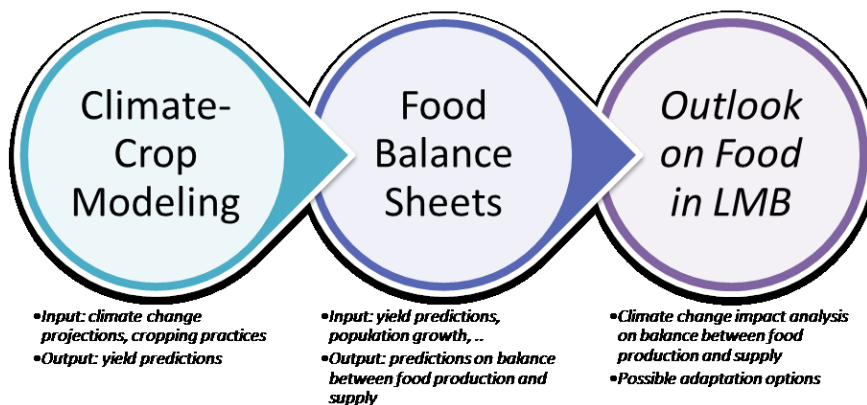 Climate-
Crop
Modeling
Food
Balance
Sheets
Outlook
on Food
in LMB
•Input: climate change
projections, cropping practices
•Output: yield predictions
•Input: yield predictions,
population growth, ..
•Output: predictions on balance
between food production and
supply
•Climate change impact analysis
on balance between food
production and supply
•Possible adaptation options